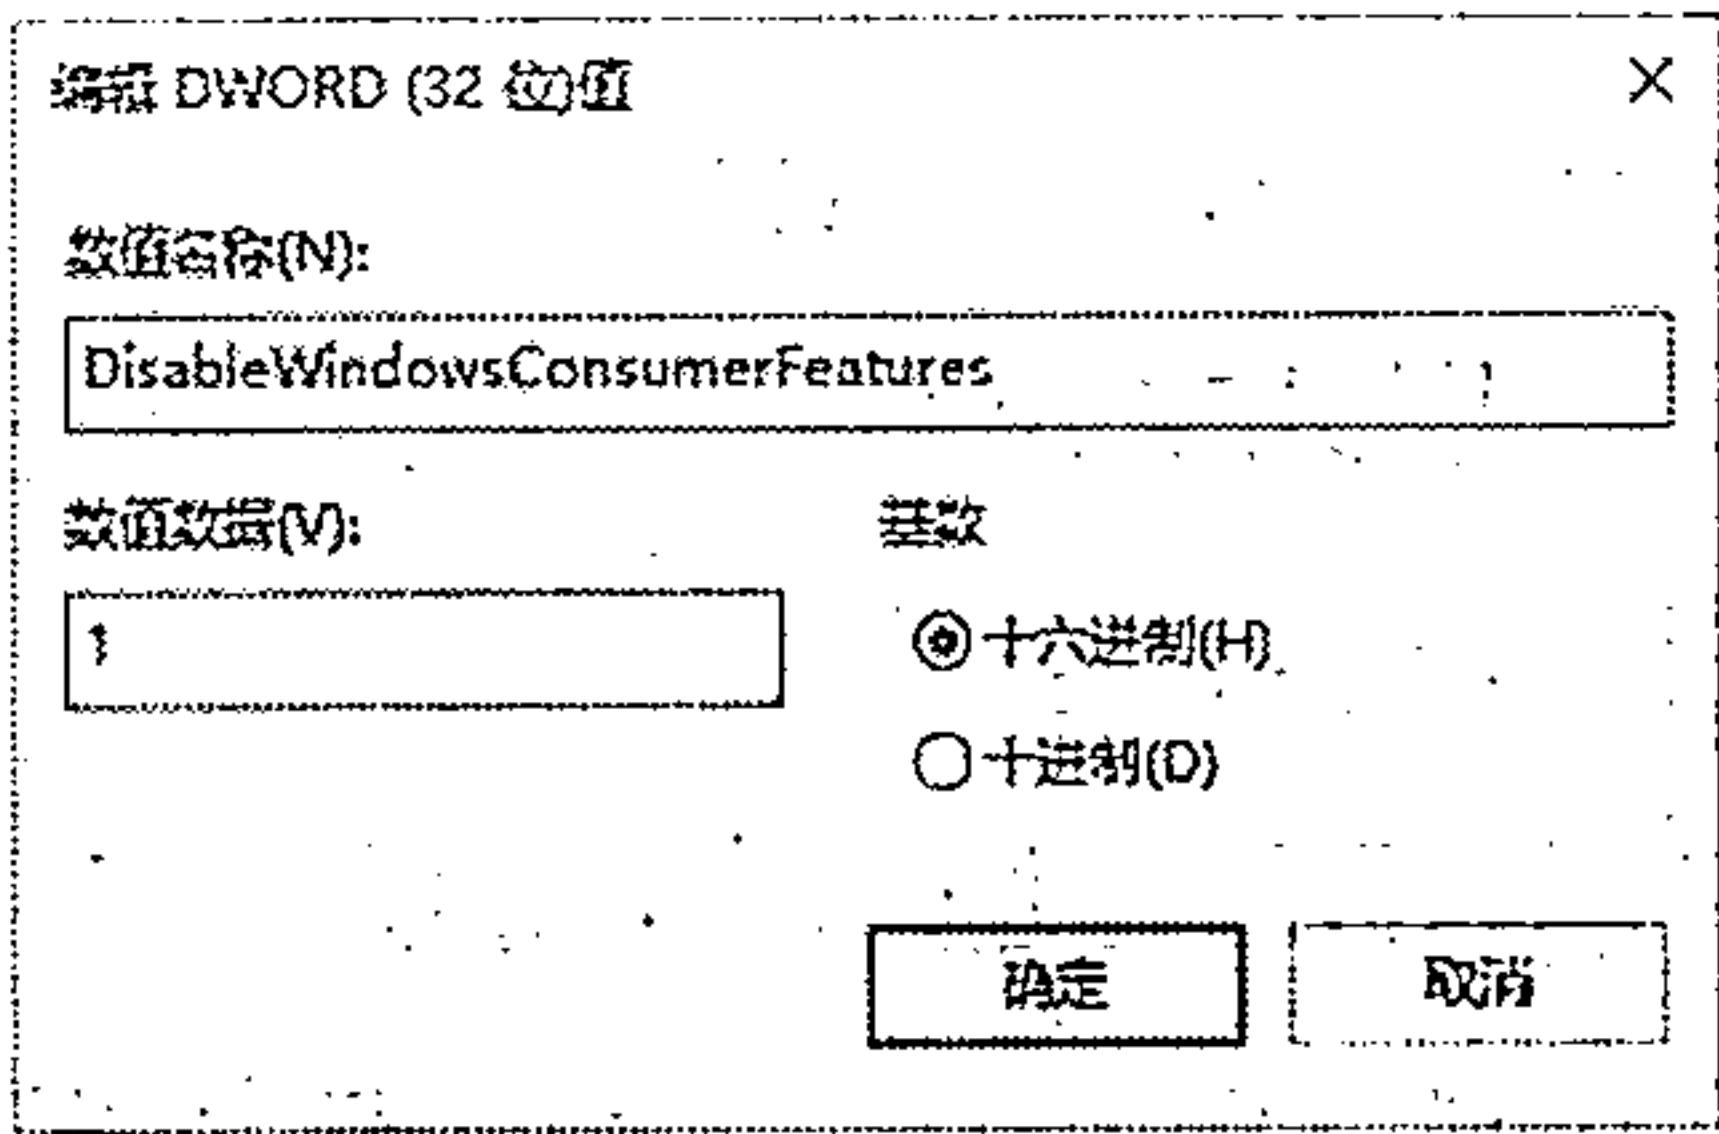 编辑 DWORD (32 位)值
数值名称(N):
DisableWindowsConsumerFeatures
数值数据(V):
基数
1
十六进制(H)
十进制(D)
确定
取消